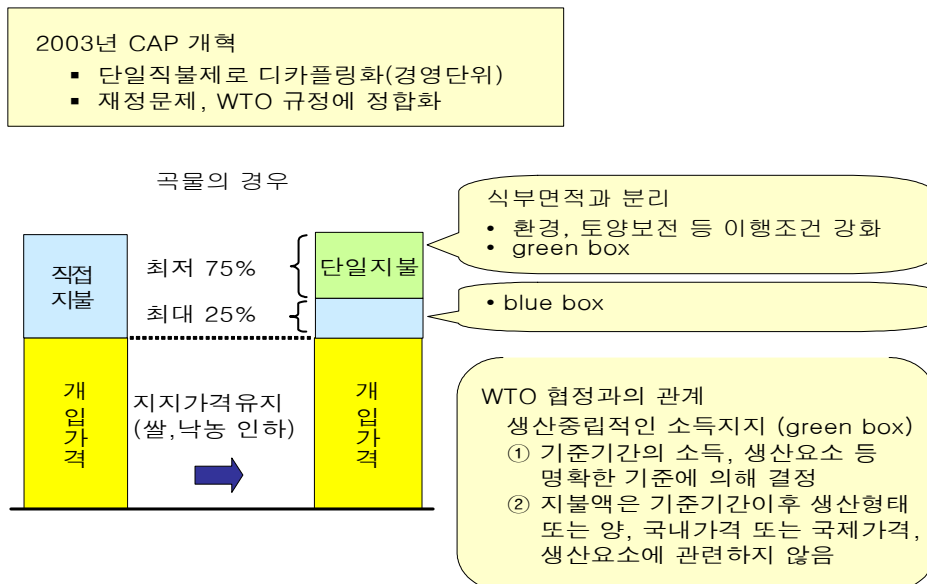 2003년 CAP 개혁
▪ 단일직불제로 디카플링화(경영단위)
▪ 재정문제, WTO 규정에 정합화
곡물의 경우
직접
지불
최저 75%
최대 25%
단일지불
식부면적과 분리
• 환경, 토양보전 등 이행조건 강화
• green box
• blue box
개
입
가
격
지지가격유지
(쌀,낙농 인하)
개
입
가
격
WTO 협정과의 관계
생산중립적인 소득지지 (green box)
① 기준기간의 소득, 생산요소 등
명확한 기준에 의해 결정
② 지불액은 기준기간이후 생산형태
또는 양, 국내가격 또는 국제가격,
생산요소에 관련하지 않음